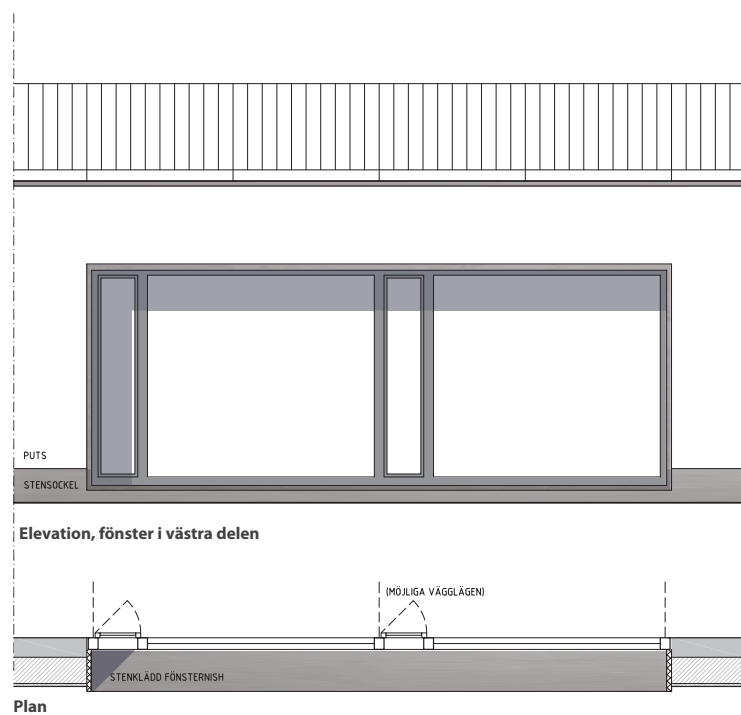 PUTS
STENSOCKEL
Elevation, fönster i västra delen
(MÖJLIGA VÄGGLÄGEN)
STENKLÄDD FÖNSTERNISH
Plan